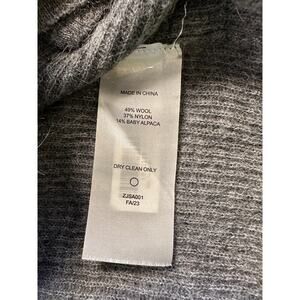 MADE IN CHINA
49% WOOL
37% NYLON
14% BABY ALPACA
DRY CLEAN ONLY
ZJSA001
FA/23